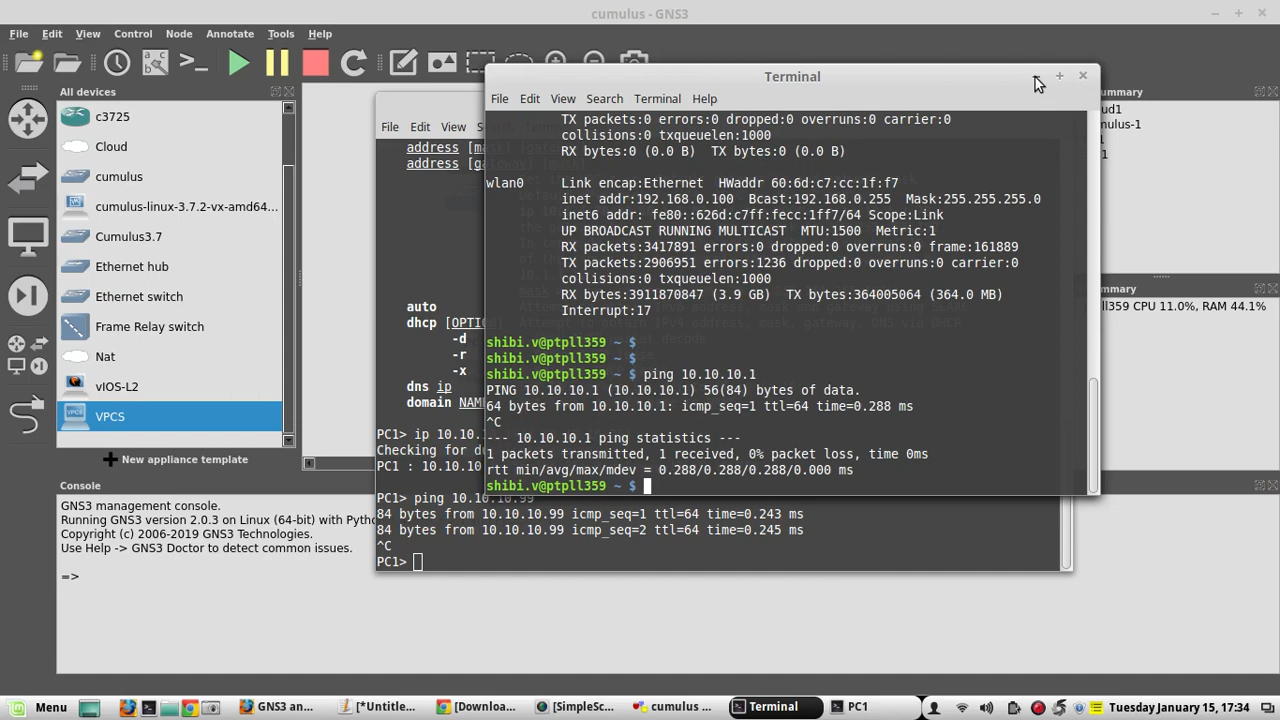 cumulus - GNS3
File Edit View Control Node Annotate Tools Help
All devices
c3725
Cloud
cumulus
cumulus-linux-3.7.2-vx-amd64...
Cumulus3.7
Ethernet hub
Ethernet switch
Frame Relay switch
Nat
vIOS-L2
VPCS
New appliance template
Console
GNS3 management console.
Running GNS3 version 2.0.3 on Linux (64-bit) with Pytho
Copyright (c) 2006-2019 GNS3 Technologies.
Use Help -> GNS3 Doctor to detect common issues.
=>
File Edit View
address [mask]
address [gateway]
auto
dhcp [OPTION]
-d
-r
-x
dns ip
domain NAME
PC1> ip 10.10.
Checking for du
PC1 : 10.10.10
PC1> ping 10.10.10.99
84 bytes from 10.10.10.99 icmp_seq=1 ttl=64 time=0.243 ms
84 bytes from 10.10.10.99 icmp_seq=2 ttl=64 time=0.245 ms
^C
PC1>
Terminal
File Edit View Search Terminal Help
TX packets:0 errors:0 dropped:0 overruns:0 carrier:0
collisions:0 txqueuelen:1000
RX bytes:0 (0.0 B) TX bytes:0 (0.0 B)
wlan0 Link encap:Ethernet HWaddr 60:6d:c7:cc:1f:f7
inet addr:192.168.0.100 Bcast:192.168.0.255 Mask:255.255.255.0
inet6 addr: fe80::626d:c7ff:fecc:1ff7/64 Scope:Link
UP BROADCAST RUNNING MULTICAST MTU:1500 Metric:1
RX packets:3417891 errors:0 dropped:0 overruns:0 frame:161889
TX packets:2906951 errors:1236 dropped:0 overruns:0 carrier:0
collisions:0 txqueuelen:1000
RX bytes:3911870847 (3.9 GB) TX bytes:364005064 (364.0 MB)
Interrupt:17
shibi.v@ptpll359 ~ $
shibi.v@ptpll359 ~ $
shibi.v@ptpll359 ~ $ ping 10.10.10.1
PING 10.10.10.1 (10.10.10.1) 56(84) bytes of data.
64 bytes from 10.10.10.1: icmp_seq=1 ttl=64 time=0.288 ms
^C
--- 10.10.10.1 ping statistics ---
1 packets transmitted, 1 received, 0% packet loss, time 0ms
rtt min/avg/max/mdev = 0.288/0.288/0.288/0.000 ms
shibi.v@ptpll359 ~ $
ummary
ud1
mulus-1
1
1
ummary
ll359 CPU 11.0%, RAM 44.1%
Menu
GNS3 an...
[*Untitle...
[Downloa...
[SimpleSc...
cumulus ...
Terminal
PC1
Tuesday January 15, 17:34